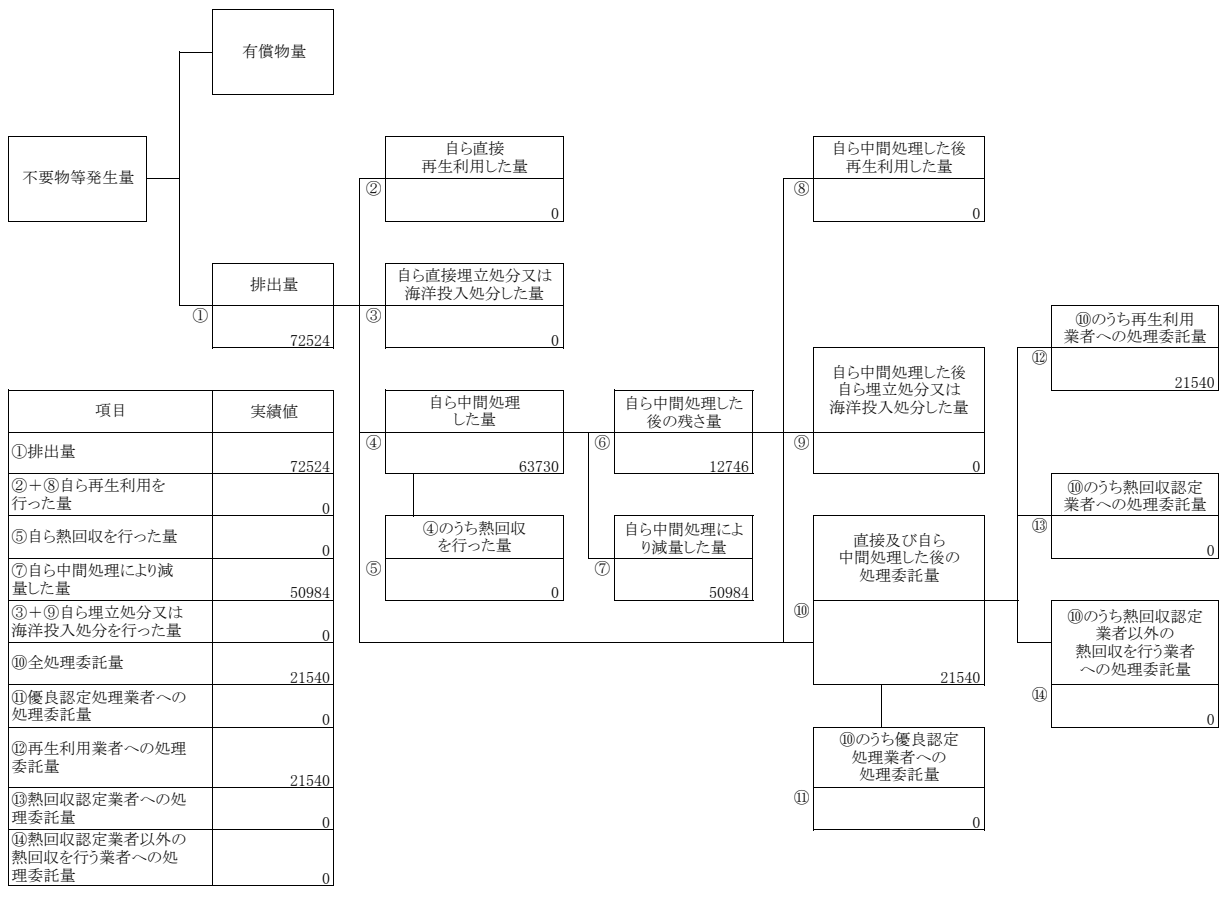 有償物量
不要物等発生量
排出量
①
72524
自ら直接
再生利用した量
②
0
自ら直接埋立処分又は
海洋投入処分した量
③
0
自ら中間処理
した量
④
63730
④のうち熱回収
を行った量
⑤
0
自ら中間処理した
後の残さ量
⑥
12746
自ら中間処理によ
り減量した量
⑦
50984
自ら中間処理した後
再生利用した量
⑧
0
自ら中間処理した後
自ら埋立処分又は
海洋投入処分した量
⑨
0
直接及び自ら
中間処理した後の
処理委託量
⑩
21540
⑩のうち優良認定
処理業者への
処理委託量
⑪
0
⑩のうち再生利用
業者への処理委託量
⑫
21540
⑩のうち熱回収認定
業者への処理委託量
⑬
0
⑩のうち熱回収認定
業者以外の
熱回収を行う業者
への処理委託量
⑭
0
項目 実績値
①排出量
72524
②＋⑧自ら再生利用を
行った量
0
⑤自ら熱回収を行った量
0
⑦自ら中間処理により減
量した量
50984
③＋⑨自ら埋立処分又は
海洋投入処分を行った量
0
⑩全処理委託量
21540
⑪優良認定処理業者への
処理委託量
0
⑫再生利用業者への処理
委託量
21540
⑬熱回収認定業者への処
理委託量
0
⑭熱回収認定業者以外の
熱回収を行う業者への処
理委託量
0